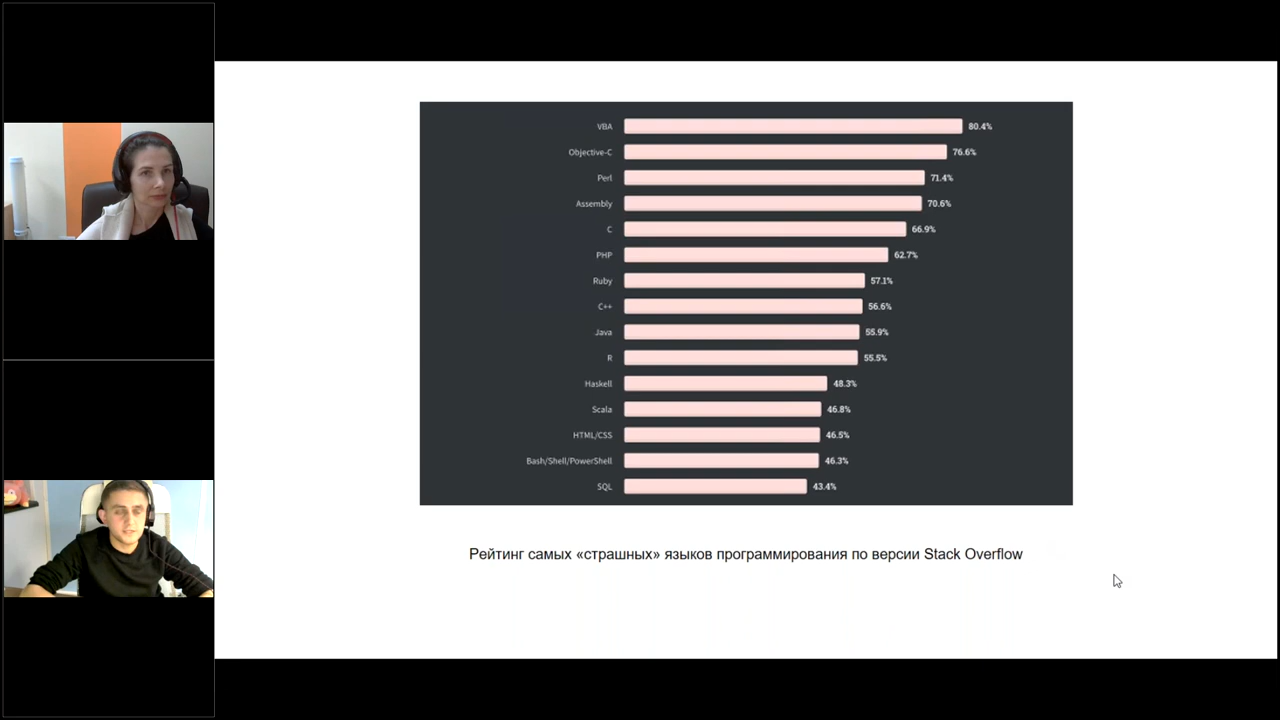 VBA 80.4%
Objective-C 76.6%
Perl 71.4%
Assembly 70.6%
C 66.9%
PHP 62.7%
Ruby 57.1%
C++ 56.6%
Java 55.9%
R 55.5%
Haskell 48.3%
Scala 46.8%
HTML/CSS 46.5%
Bash/Shell/PowerShell 46.3%
SQL 43.4%
Рейтинг самых «страшных» языков программирования по версии Stack Overflow